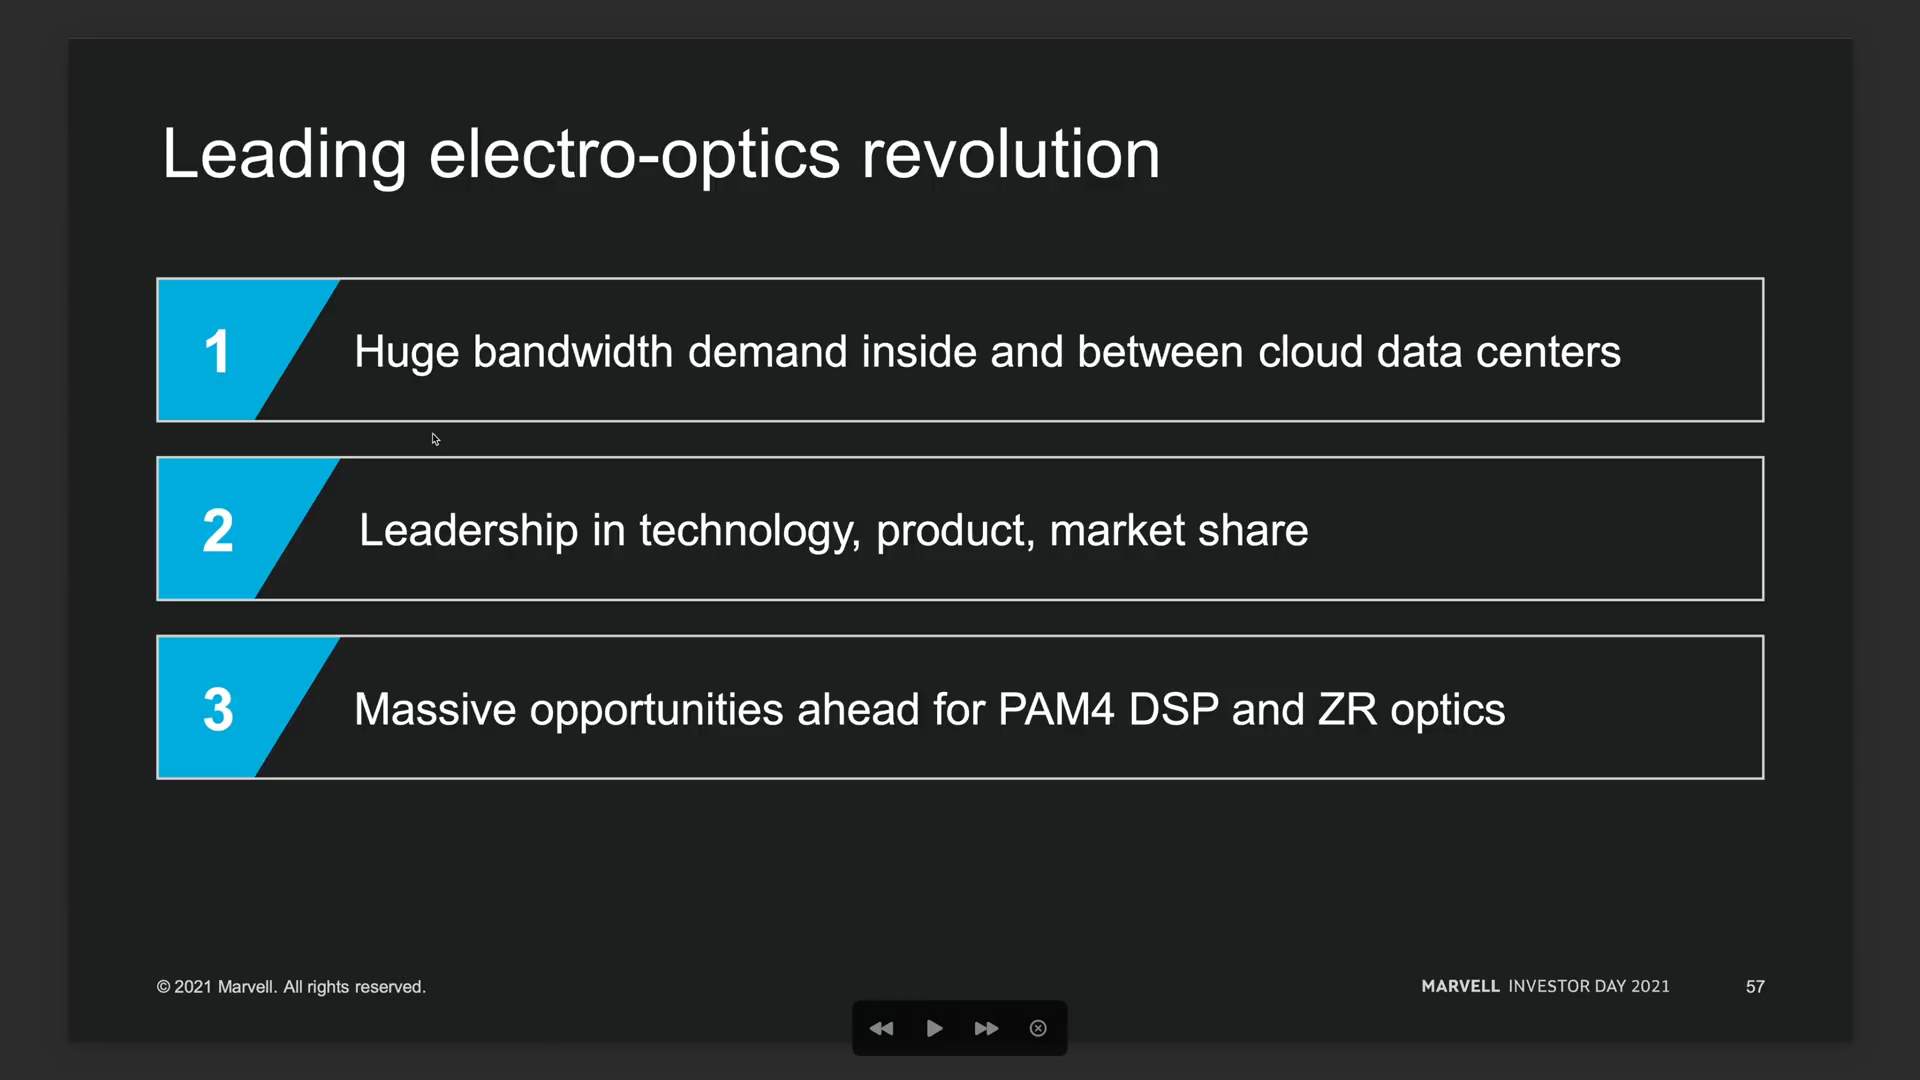 Leading electro-optics revolution
1
Huge bandwidth demand inside and between cloud data centers
2
Leadership in technology, product, market share
3
Massive opportunities ahead for PAM4 DSP and ZR optics
© 2021 Marvell. All rights reserved.
MARVELL INVESTOR DAY 2021
57